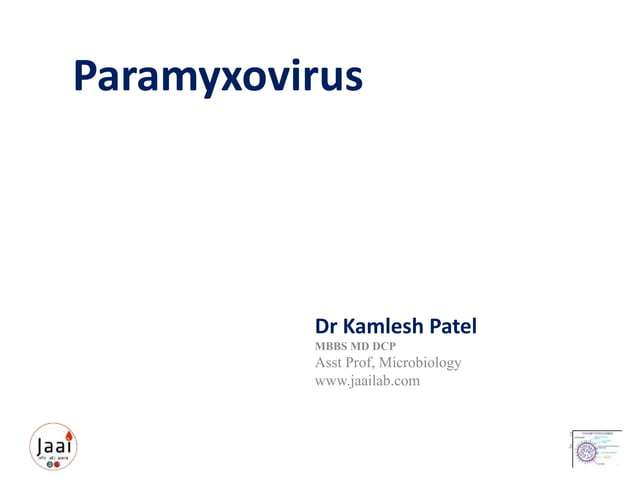 Paramyxovirus
Dr Kamlesh Patel
MBBS MD DCP
Asst Prof, Microbiology
www.jaailab.com
Jaai